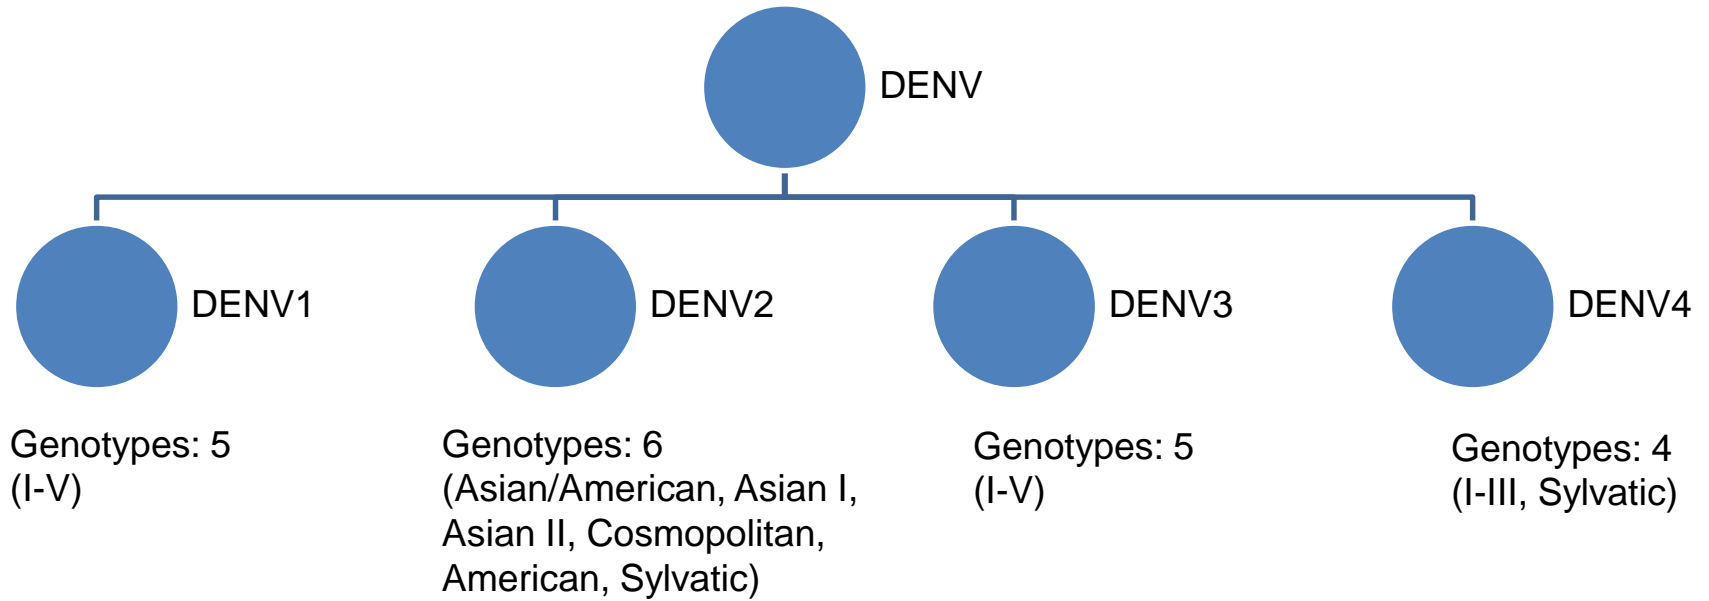 DENV
DENV1
DENV2
DENV3
DENV4
Genotypes: 5
(I-V)
Genotypes: 6
(Asian/American, Asian I,
Asian II, Cosmopolitan,
American, Sylvatic)
Genotypes: 5
(I-V)
Genotypes: 4
(I-III, Sylvatic)